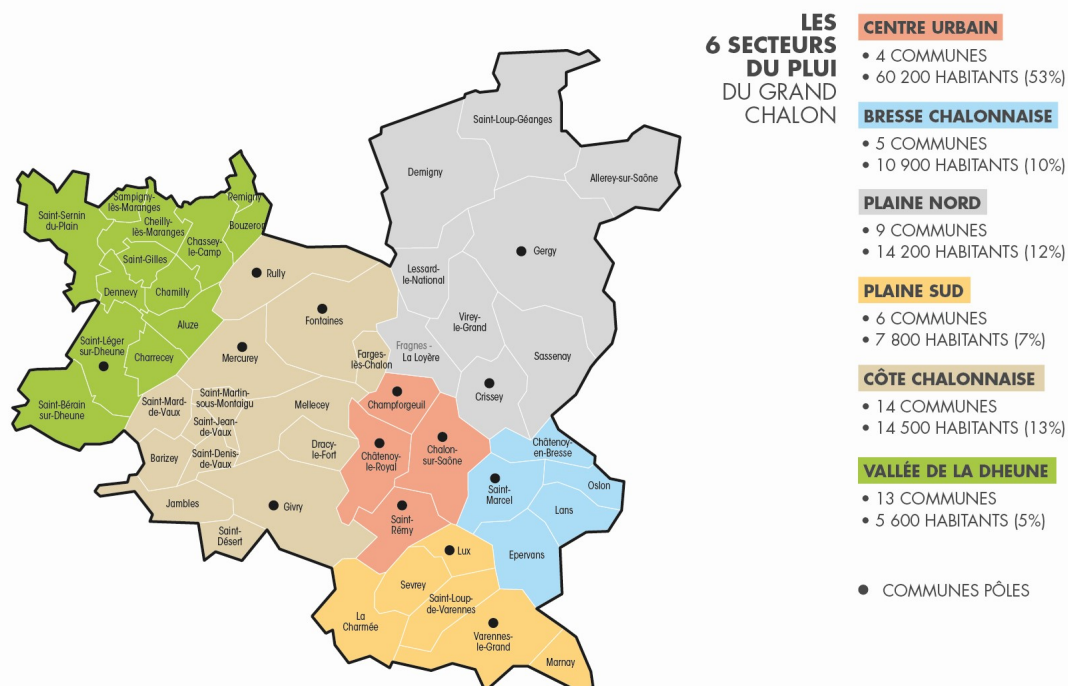 LES
6 SECTEURS
DU PLUI
DU GRAND
CHALON
CENTRE URBAIN
• 4 COMMUNES
• 60 200 HABITANTS (53%)
BRESSE CHALONNAISE
• 5 COMMUNES
• 10 900 HABITANTS (10%)
PLAINE NORD
• 9 COMMUNES
• 14 200 HABITANTS (12%)
PLAINE SUD
• 6 COMMUNES
• 7 800 HABITANTS (7%)
CÔTE CHALONNAISE
• 14 COMMUNES
• 14 500 HABITANTS (13%)
VALLÉE DE LA DHEUNE
• 13 COMMUNES
• 5 600 HABITANTS (5%)
● COMMUNES PÔLES
Saint-Loup-Géanges
Demigny
Allerey-sur-Saône
Gergy
Lessard-
le-National
Virey-
le-Grand
Fragnes -
La Loyère
Sassenay
Crissey
Saint-Sernin
du-Plain
Sampigny-
lès-Maranges
Cheilly-
lès-Maranges
Remigny
Bouzeron
Chassey-
le-Camp
Saint-Gilles
Dennevy
Chamilly
Aluze
Saint-Léger
sur-Dheune
Charrecey
Saint-Bérain
sur-Dheune
Rully
Fontaines
Mercurey
Farges-
lès-Chalon
Saint-Mard-
de-Vaux
Saint-Martin-
sous-Montaigu
Mellecey
Saint-Jean-
de-Vaux
Barizey
Saint-Denis-
de-Vaux
Dracy-
le-Fort
Jambles
Givry
Saint-
Désert
Champforgeuil
Châtenoy-
le-Royal
Chalon-
sur-Saône
Saint-
Rémy
Châtenoy-
en-Bresse
Saint-
Marcel
Oslon
Lans
Epervans
Lux
Sevrey
Saint-Loup-
de-Varennes
La
Charmée
Varennes-
le-Grand
Marnay